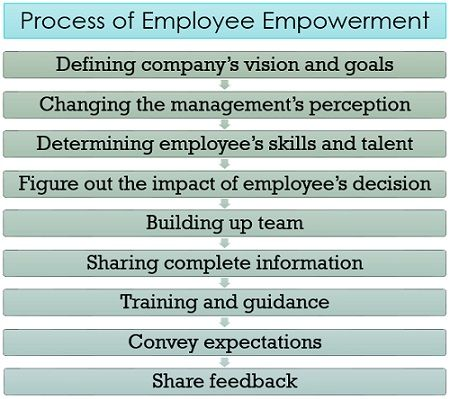 Process of Employee Empowerment
Defining company's vision and goals
Changing the management's perception
Determining employee's skills and talent
Figure out the impact of employee's decision
Building up team
Sharing complete information
Training and guidance
Convey expectations
Share feedback